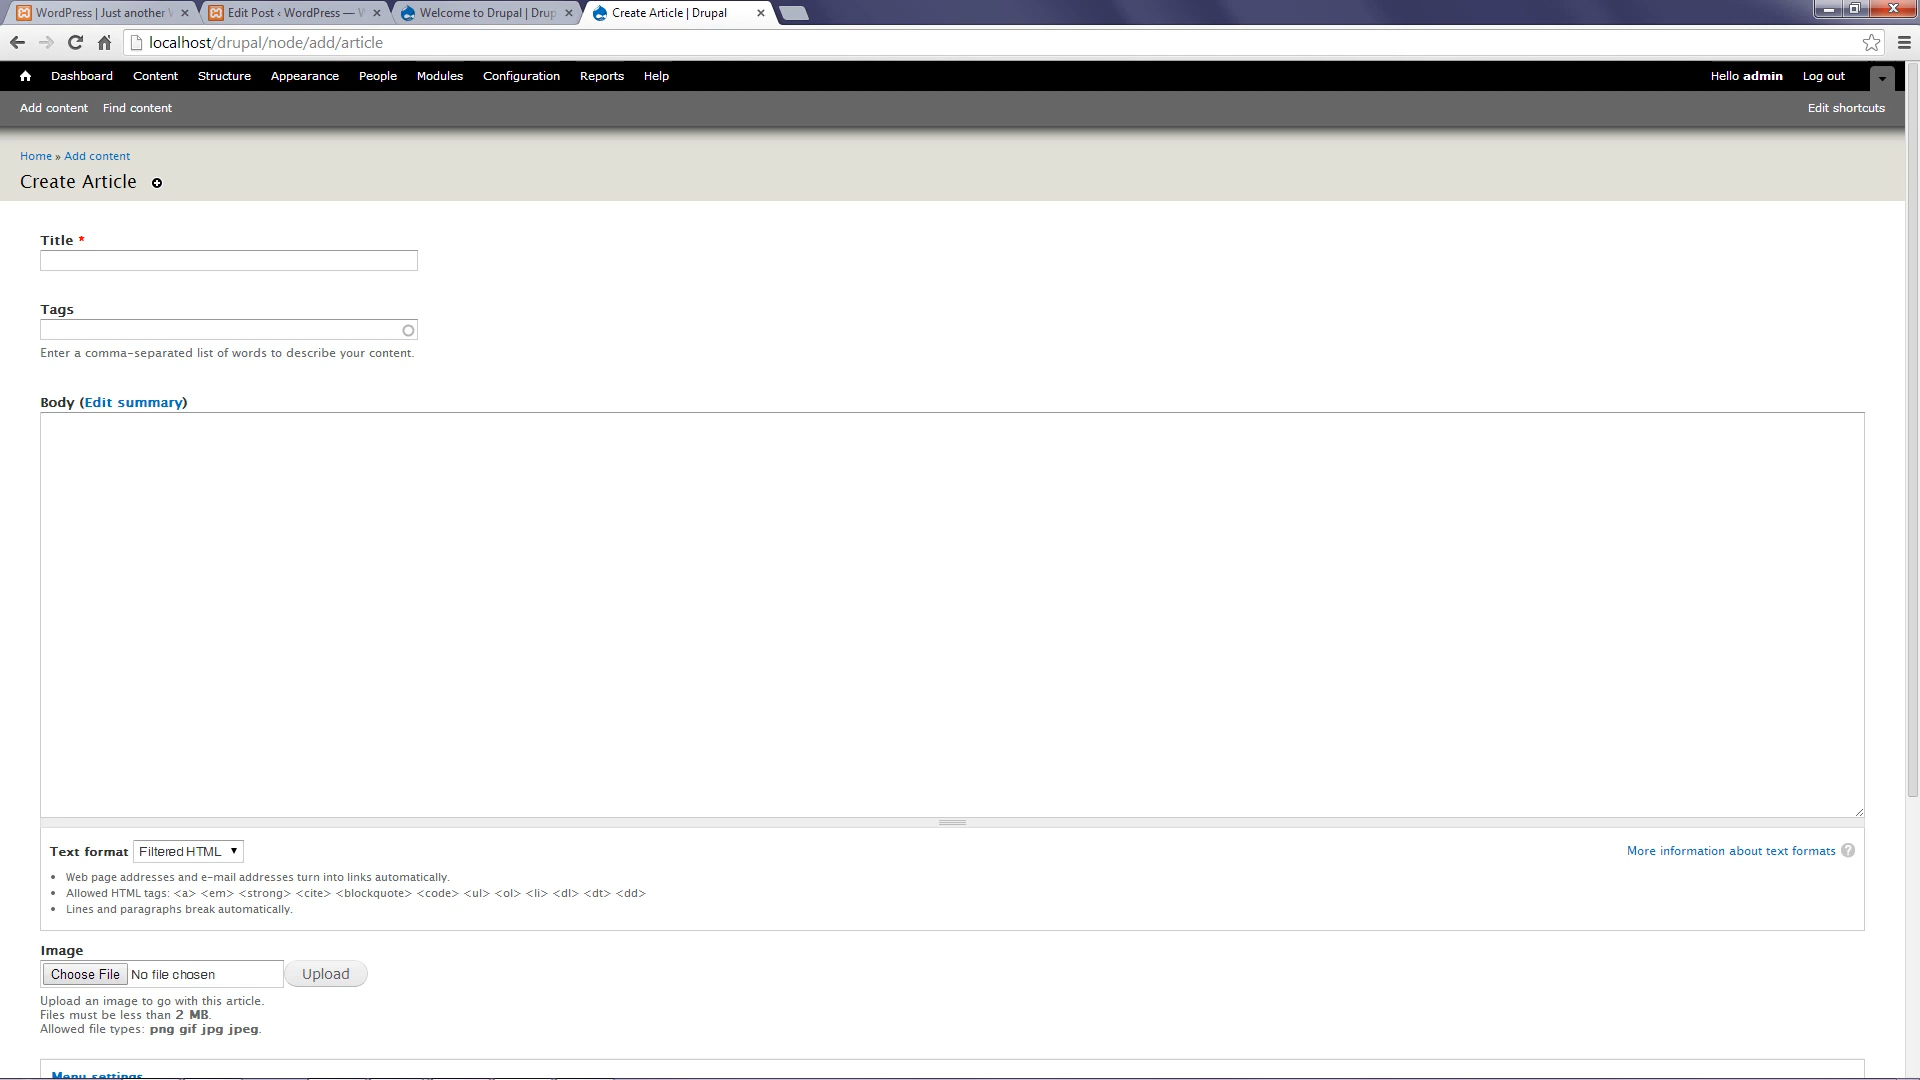 WordPress | Just another
Edit Post ‹ WordPress —
Welcome to Drupal | Drup
Create Article | Drupal
localhost/drupal/node/add/article
Dashboard Content Structure Appearance People Modules Configuration Reports Help
Hello admin Log out
Add content Find content
Edit shortcuts
Home » Add content
Create Article
Title *
Tags
Enter a comma-separated list of words to describe your content.
Body (Edit summary)
Text format Filtered HTML
More information about text formats ?
• Web page addresses and e-mail addresses turn into links automatically.
• Allowed HTML tags: <a> <em> <strong> <cite> <blockquote> <code> <ul> <ol> <li> <dl> <dt> <dd>
• Lines and paragraphs break automatically.
Image
Choose File No file chosen Upload
Upload an image to go with this article.
Files must be less than 2 MB.
Allowed file types: png gif jpg jpeg.
Menu settings